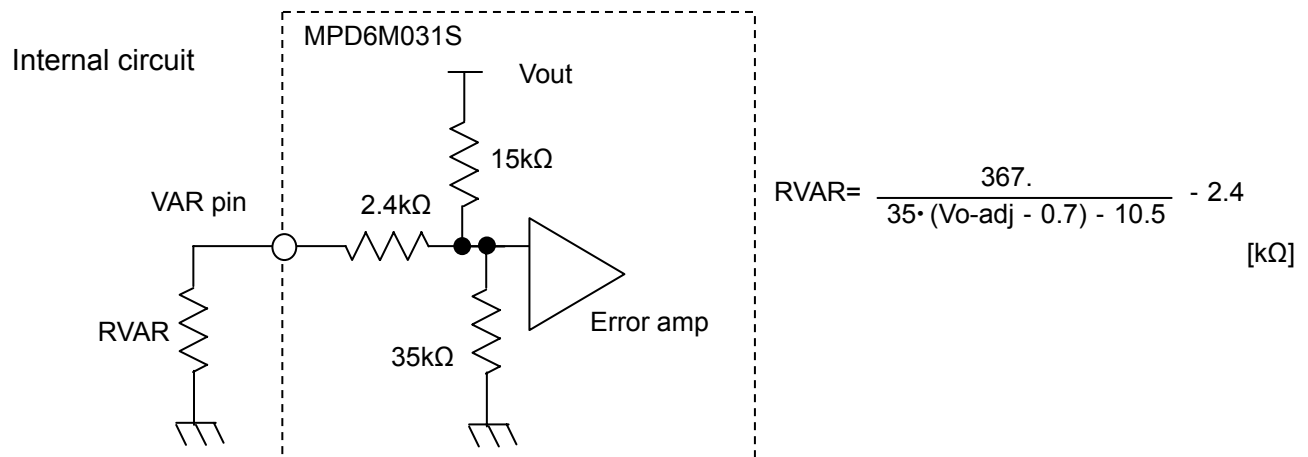 MPD6M031S
Internal circuit
Vout
15kΩ
VAR pin
2.4kΩ
RVAR
35kΩ
Error amp
RVAR= 367. / 35・(Vo-adj - 0.7) - 10.5 - 2.4
[kΩ]